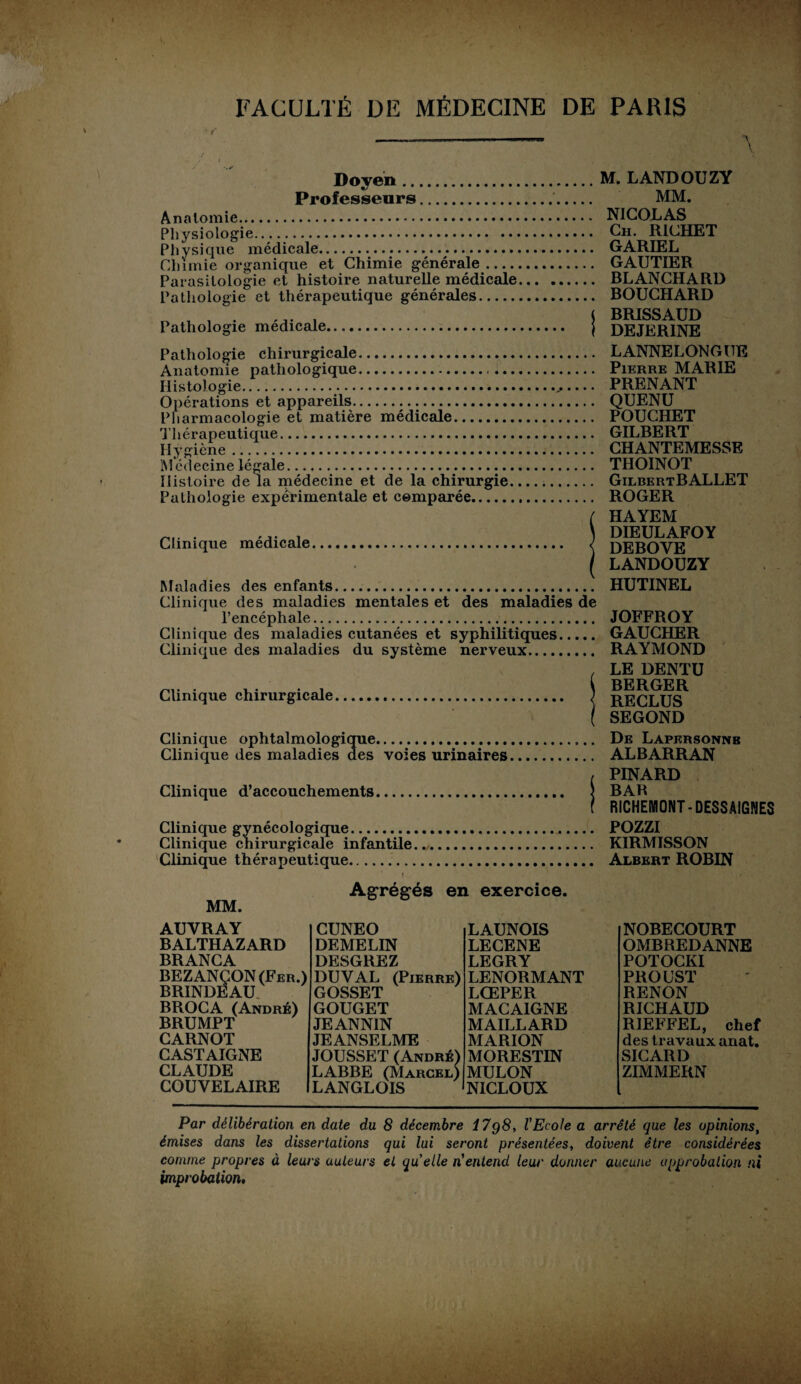 FACULTÉ DE MÉDECINE DE PARIS
Doyen.................... M. LANDOUZY
Professeurs.................... MM.
Anatomie.................... NICOLAS
Physiologie.................... Ch. RICHET
Physique médicale.................... GARIEL
Chimie organique et Chimie générale.................... GAUTIER
Parasitologie et histoire naturelle médicale.................... BLANCHARD
Pathologie et thérapeutique générales.................... BOUCHARD
Pathologie médicale.................... { BRISSAUD
DEJERINE
Pathologie chirurgicale.................... LANNELONGUE
Anatomie pathologique.................... Pierre MARIE
Histologie.................... PRENANT
Opérations et appareils.................... QUENU
Pharmacologie et matière médicale.................... POUCHET
Thérapeutique.................... GILBERT
Hygiène.................... CHANTEMESSE
Médecine légale.................... THOINOT
Histoire de la médecine et de la chirurgie.................... Gilbert BALLET
Pathologie expérimentale et comparée.................... ROGER
Clinique médicale.................... { HAYEM
DIEULAFOY
DEBOVE
LANDOUZY
Maladies des enfants.................... HUTINEL
Clinique des maladies mentales et des maladies de
l'encéphale.................... JOFFROY
Clinique des maladies cutanées et syphilitiques..... GAUCHER
Clinique des maladies du système nerveux.................... RAYMOND
Clinique chirurgicale.................... { LE DENTU
BERGER
RECLUS
SEGOND
Clinique ophtalmologique.................... De Lapersonne
Clinique des maladies des voies urinaires.................... ALBARRAN
Clinique d'accouchements.................... { PINARD
BAR
RICHEMONT-DESSAIGNES
Clinique gynécologique.................... POZZI
Clinique chirurgicale infantile.................... KIRMISSON
Clinique thérapeutique.................... Albert ROBIN
Agrégés en exercice.
MM.
AUVRAY CUNEO LAUNOIS NOBECOURT
BALTHAZARD DEMELIN LECENE OMBREDANNE
BRANCA DESGREZ LEGRY POTOCKI
BEZANÇON (Fer.) DUVAL (Pierre) LENORMANT PROUST
BRINDEAU GOSSET LŒPER RENON
BROCA (André) GOUGET MACAIGNE RICHAUD
BRUMPT JEANNIN MAILLARD RIEFFEL, chef
CARNOT JEANSELME MARION des travaux anat.
CASTAIGNE JOUSSET (André) MORESTIN SICARD
CLAUDE LABBE (Marcel) MULON ZIMMERN
COUVELAIRE LANGLOIS NICLOUX
Par délibération en date du 8 décembre 1798, l'Ecole a arrêté que les opinions,
émises dans les dissertations qui lui seront présentées, doivent être considérées
comme propres à leurs auteurs et qu'elle n'entend leur donner aucune approbation ni
improbation.